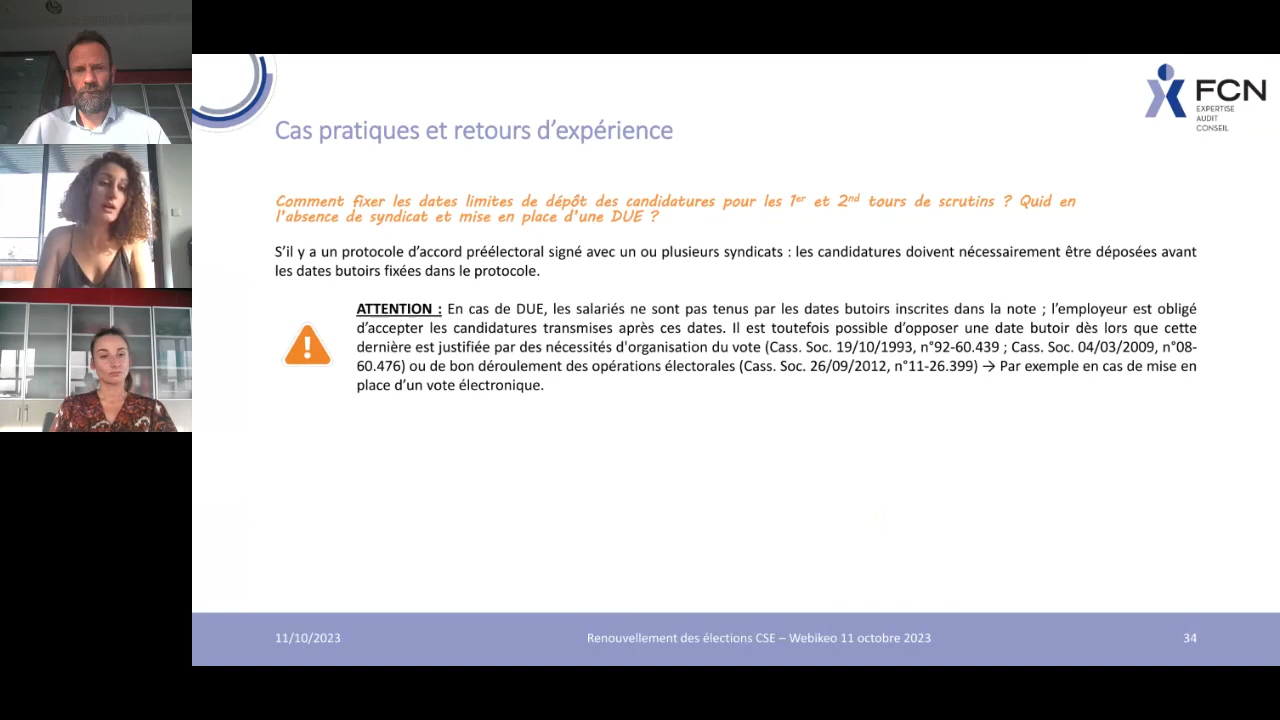 FCN
EXPERTISE
AUDIT
CONSEIL
Cas pratiques et retours d’expérience
Comment fixer les dates limites de dépôt des candidatures pour les 1er et 2nd tours de scrutins ? Quid en
l’absence de syndicat et mise en place d’une DUE ?
S’il y a un protocole d’accord préélectoral signé avec un ou plusieurs syndicats : les candidatures doivent nécessairement être déposées avant
les dates butoirs fixées dans le protocole.
ATTENTION : En cas de DUE, les salariés ne sont pas tenus par les dates butoirs inscrites dans la note ; l’employeur est obligé
d’accepter les candidatures transmises après ces dates. Il est toutefois possible d’opposer une date butoir dès lors que cette
dernière est justifiée par des nécessités d'organisation du vote (Cass. Soc. 19/10/1993, n°92-60.439 ; Cass. Soc. 04/03/2009, n°08-
60.476) ou de bon déroulement des opérations électorales (Cass. Soc. 26/09/2012, n°11-26.399) → Par exemple en cas de mise en
place d’un vote électronique.
11/10/2023
Renouvellement des élections CSE – Webikeo 11 octobre 2023
34